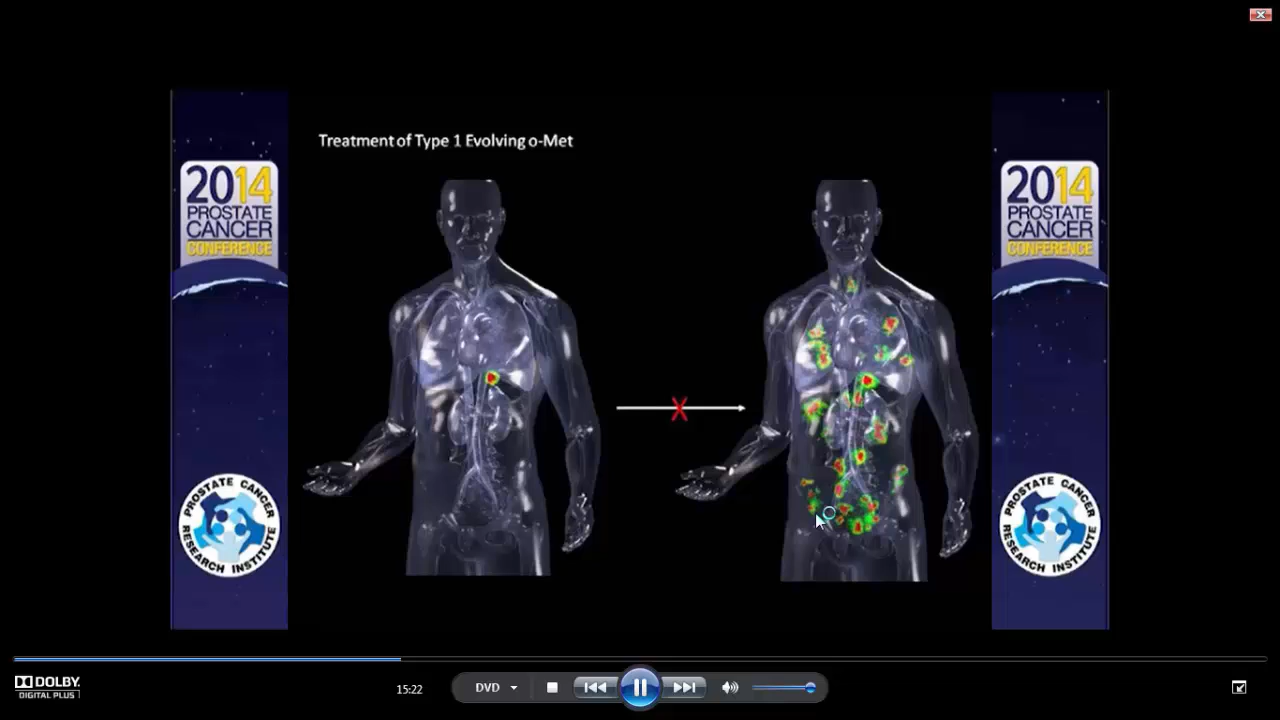 Treatment of Type 1 Evolving o-Met
2014
PROSTATE
CANCER
CONFERENCE
2014
PROSTATE
CANCER
CONFERENCE
X
PROSTATE CANCER
RESEARCH INSTITUTE
PROSTATE CANCER
RESEARCH INSTITUTE
DOLBY
DIGITAL PLUS
15:22
DVD